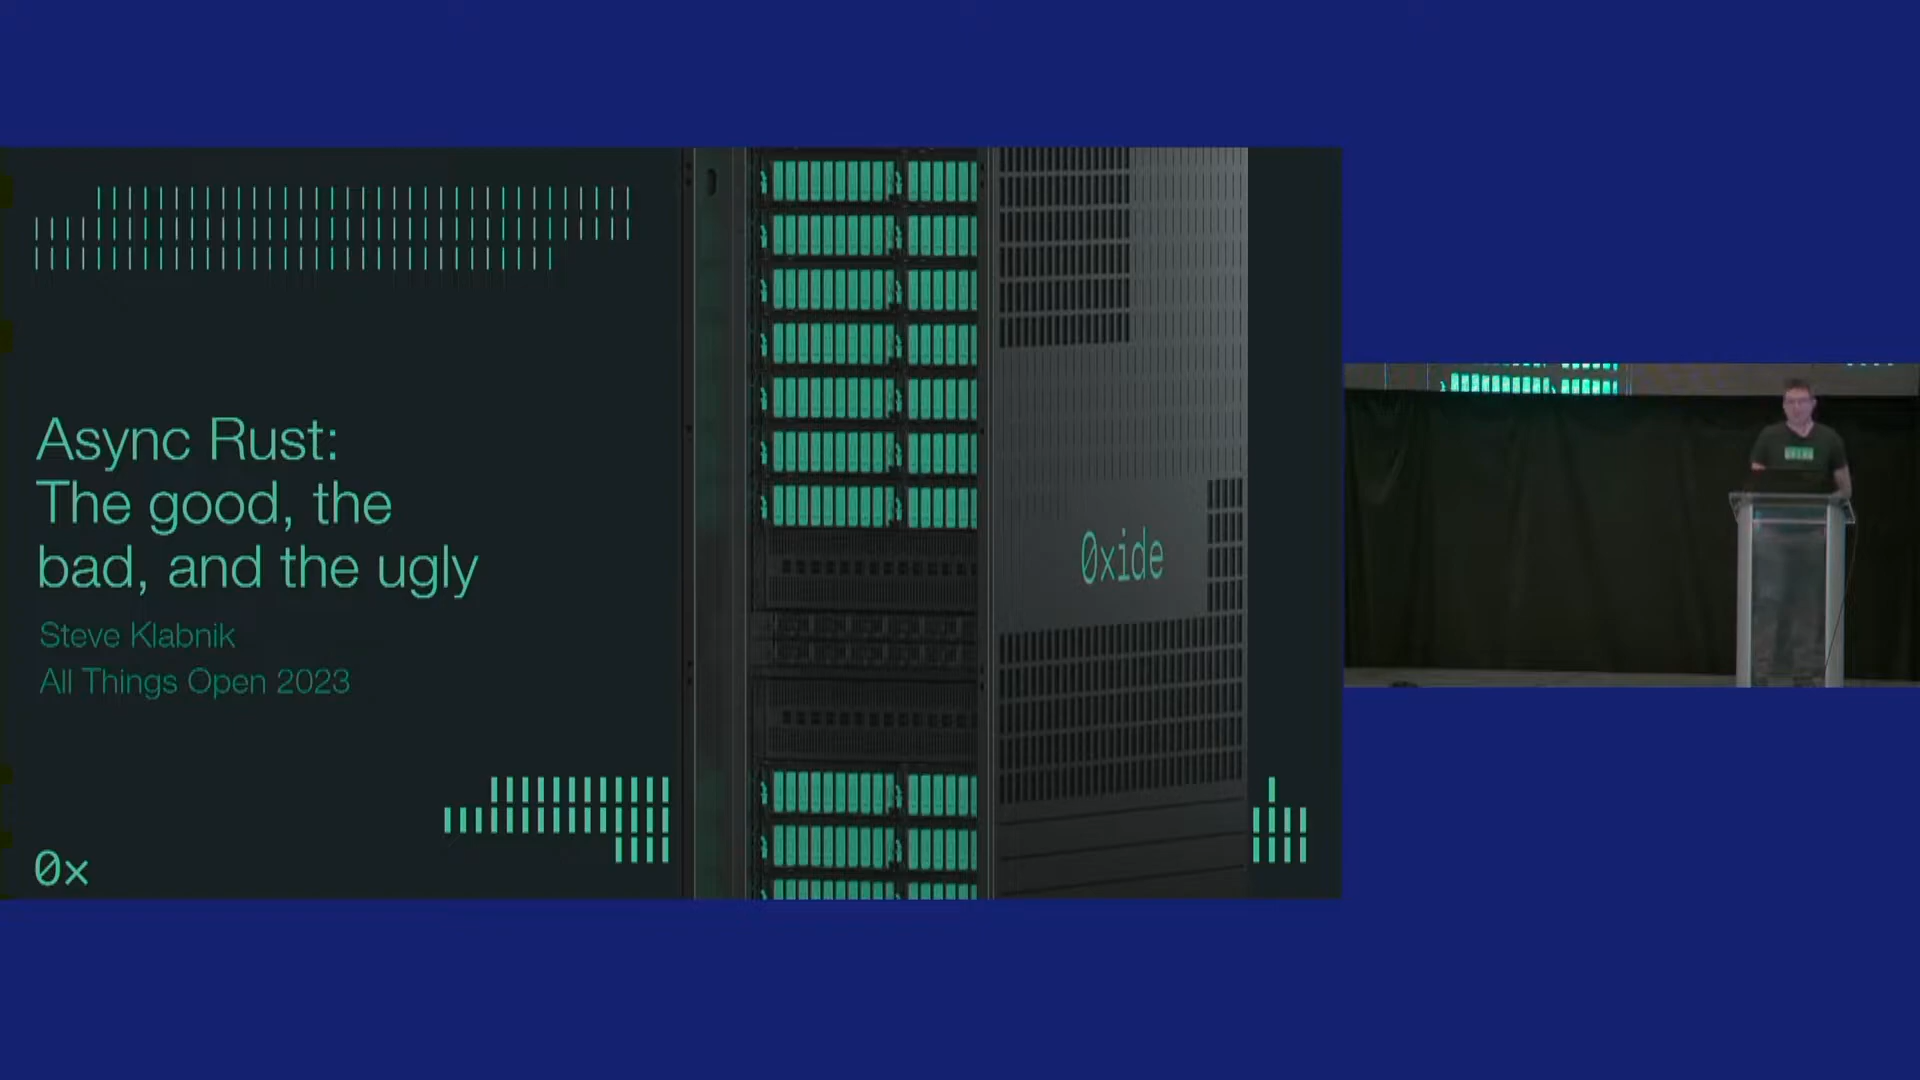 Async Rust:
The good, the
bad, and the ugly
Steve Klabnik
All Things Open 2023
0x
0xide